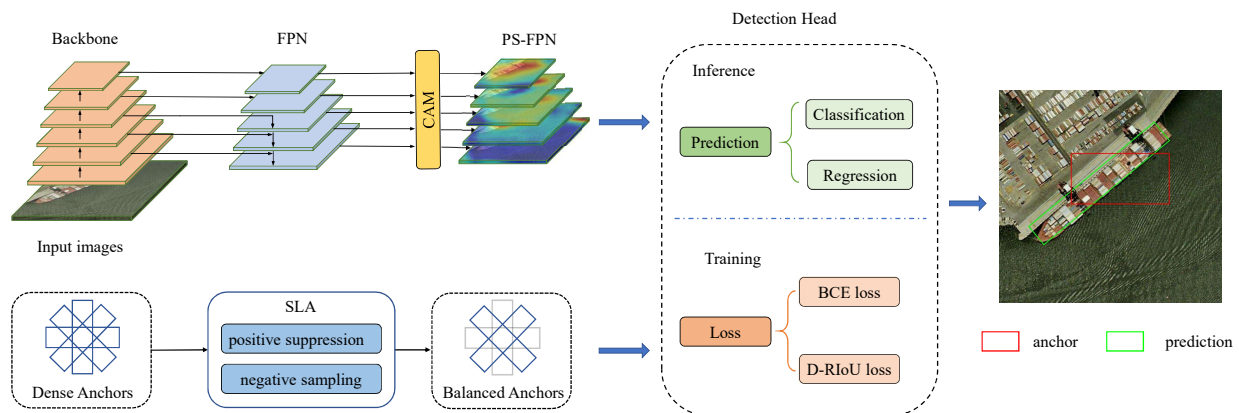 Detection Head
Backbone
FPN
PS-FPN
Inference
CAM
Classification
Prediction
Regression
Input images
Training
SLA
BCE loss
positive suppression
Loss
anchor
prediction
negative sampling
D-RIoU loss
Dense Anchors
Balanced Anchors